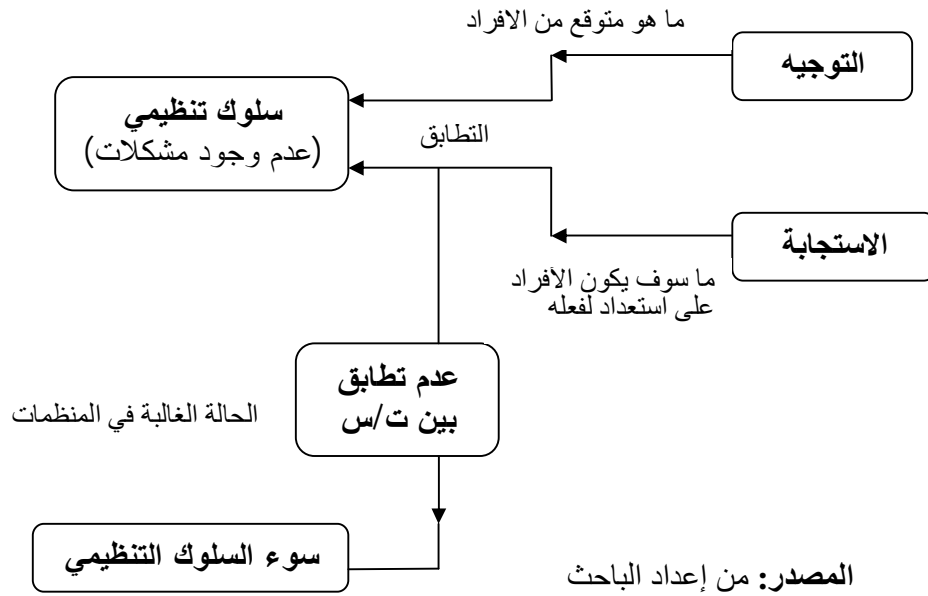 ما هو متوقع من الافراد
التوجيه
سلوك تنظيمي
(عدم وجود مشكلات)
التطابق
الاستجابة
ما سوف يكون الأفراد
على استعداد لفعله
عدم تطابق
بين ت/س
الحالة الغالبة في المنظمات
سوء السلوك التنظيمي
المصدر: من إعداد الباحث